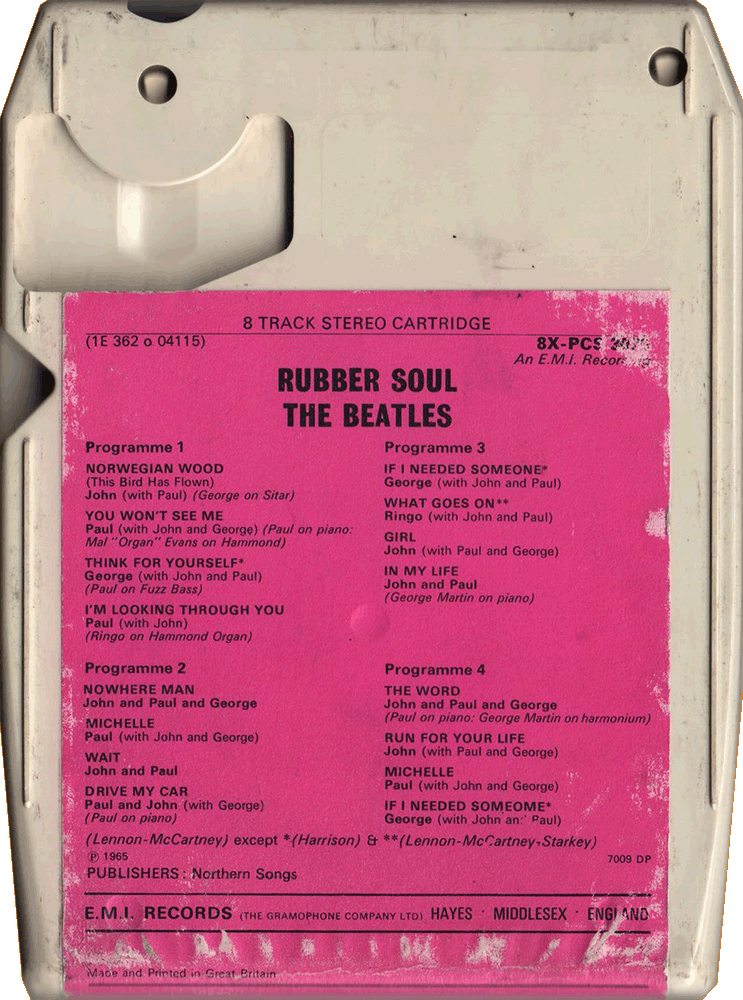 8 TRACK STEREO CARTRIDGE
(1E 362 o 04115)
8X-PCS
An E.M.I.
RUBBER SOUL
THE BEATLES
Programme 1
NORWEGIAN WOOD
(This Bird Has Flown)
John (with Paul) (George on Sitar)
YOU WON'T SEE ME
Paul (with John and George) (Paul on piano:
Mal "Organ" Evans on Hammond)
THINK FOR YOURSELF*
George (with John and Paul)
(Paul on Fuzz Bass)
I'M LOOKING THROUGH YOU
Paul (with John)
(Ringo on Hammond Organ)
Programme 2
NOWHERE MAN
John and Paul and George
MICHELLE
Paul (with John and George)
WAIT
John and Paul
DRIVE MY CAR
Paul and John (with George)
(Paul on piano)
Programme 3
IF I NEEDED SOMEONE*
George (with John and Paul)
WHAT GOES ON**
Ringo (with John and Paul)
GIRL
John (with Paul and George)
IN MY LIFE
John and Paul
(George Martin on piano)
Programme 4
THE WORD
John and Paul and George
(Paul on piano: George Martin on harmonium)
RUN FOR YOUR LIFE
John (with Paul and George)
MICHELLE
Paul (with John and George)
IF I NEEDED SOMEOME*
George (with John and Paul)
(Lennon-McCartney) except *(Harrison) & **(Lennon-McCartney-Starkey)
℗ 1965
7009 DP
PUBLISHERS: Northern Songs
E.M.I. RECORDS (THE GRAMOPHONE COMPANY LTD) HAYES · MIDDLESEX · ENGLAND
Made and Printed in Great Britain